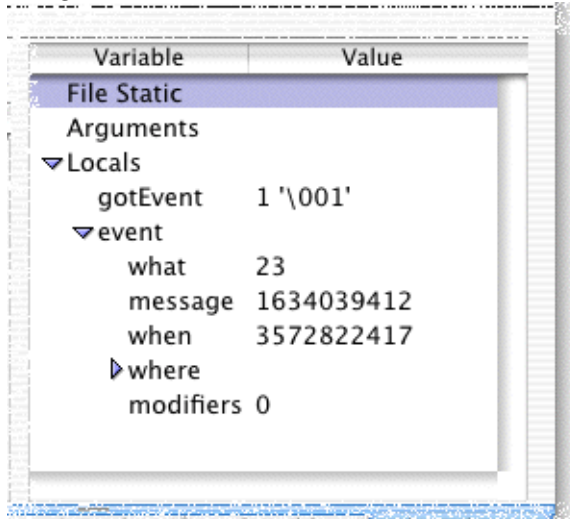 Variable Value
File Static
Arguments
Locals
gotEvent 1 '\001'
event
what 23
message 1634039412
when 3572822417
where
modifiers 0